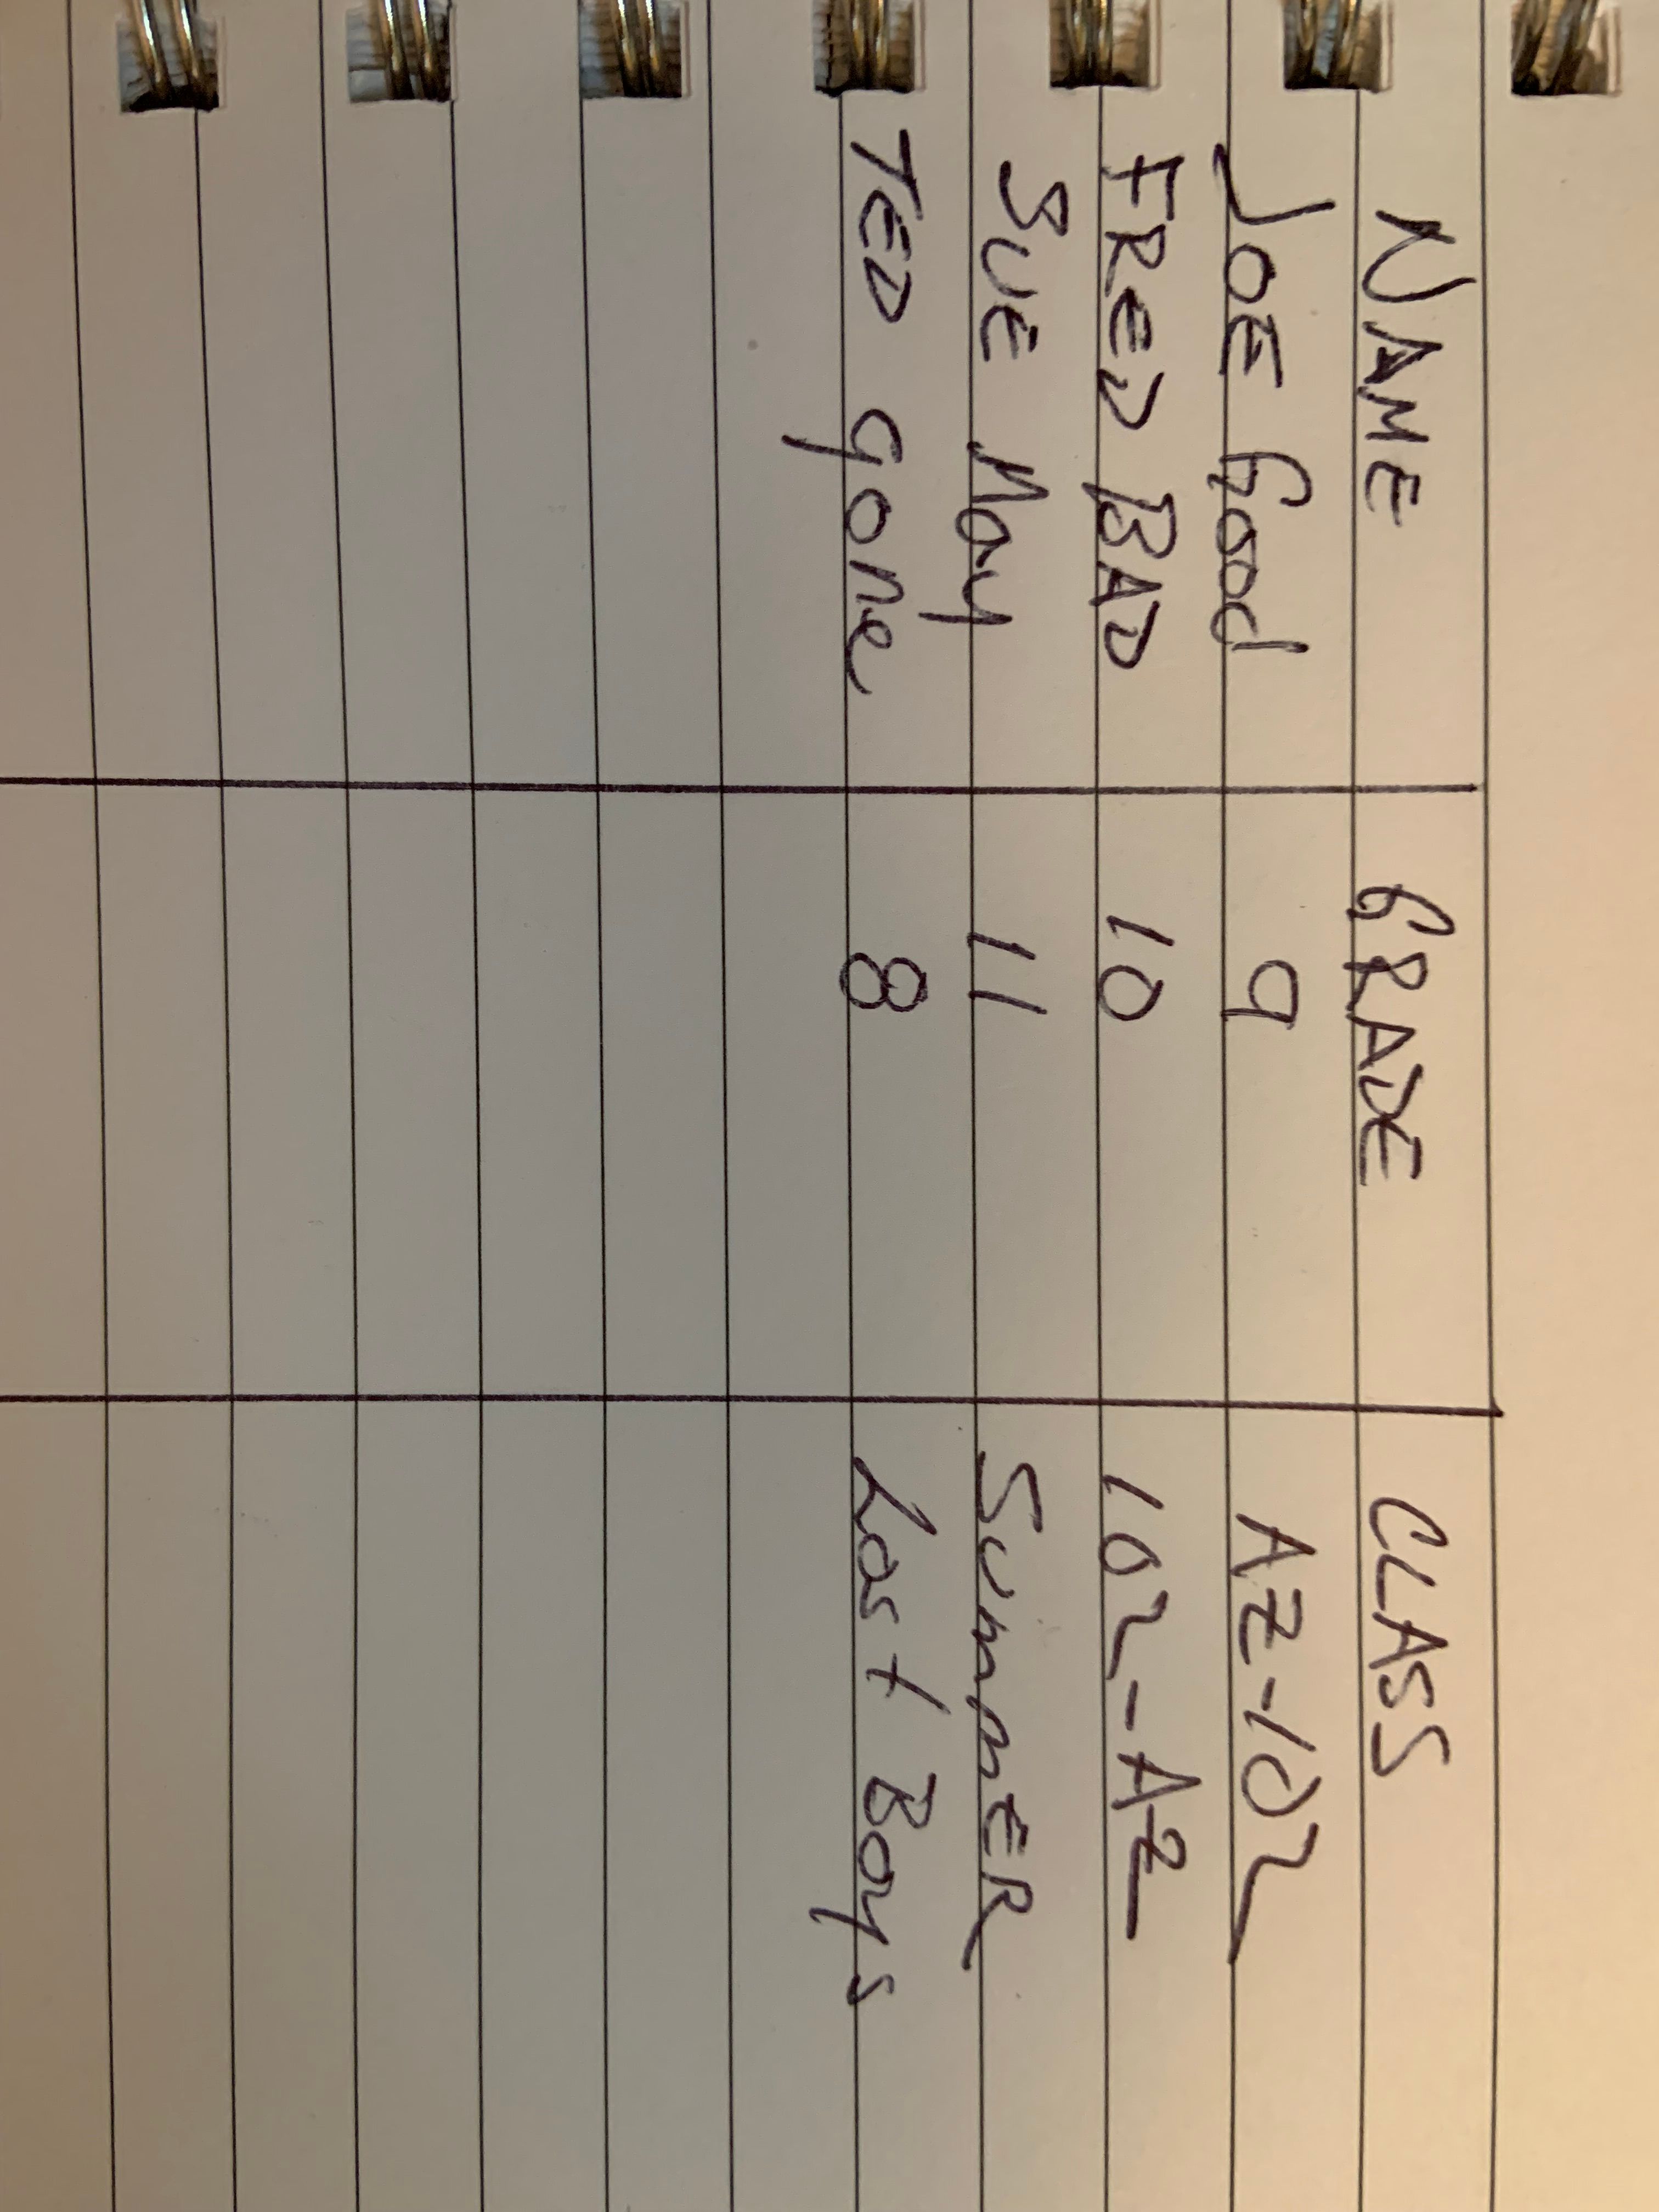 NAME GRADE CLASS
JOE Good 9 AZ-102
FRED BAD 10 102-AZ
SUE May 11 SummER
TED gone 8 Lost Boys